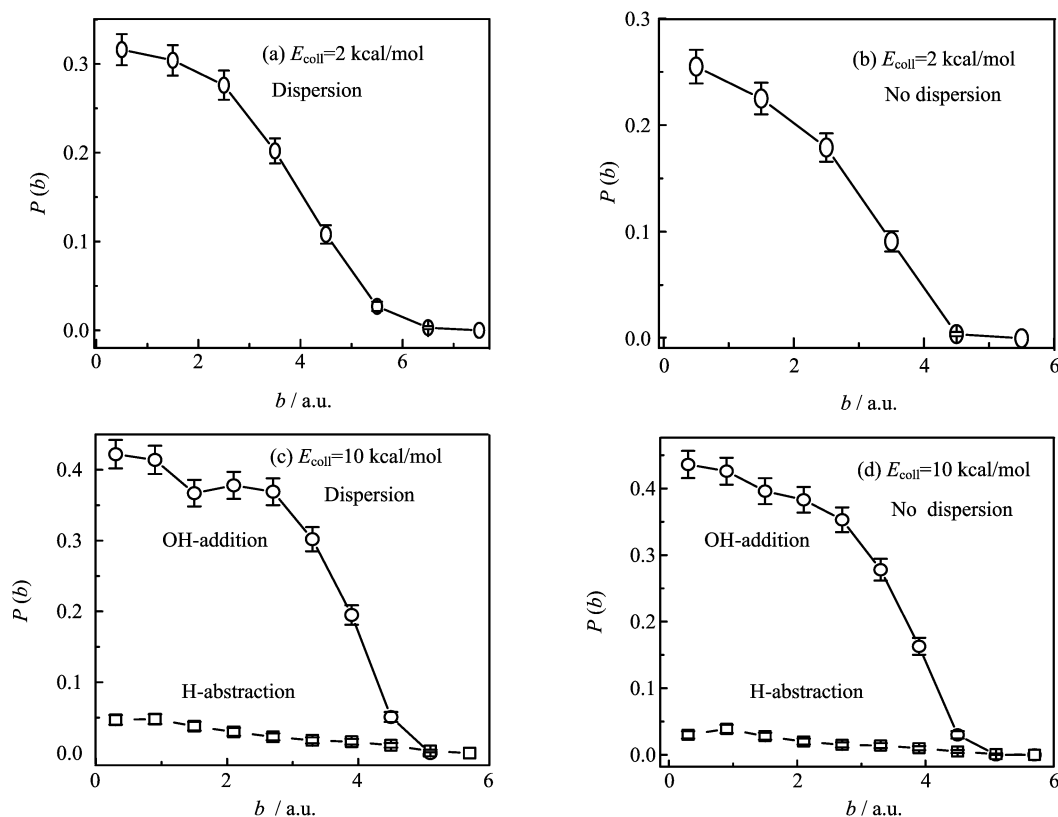 (a) Ecoll=2 kcal/mol
Dispersion
0.3
0.2
0.1
0.0
P (b)
0 2 4 6
b / a.u.
(b) Ecoll=2 kcal/mol
No dispersion
0.3
0.2
0.1
0.0
P (b)
0 2 4 6
b / a.u.
(c) Ecoll=10 kcal/mol
Dispersion
OH-addition
H-abstraction
0.4
0.3
0.2
0.1
0.0
P (b)
0 2 4 6
b / a.u.
(d) Ecoll=10 kcal/mol
No dispersion
OH-addition
H-abstraction
0.4
0.3
0.2
0.1
0.0
P (b)
0 2 4 6
b / a.u.